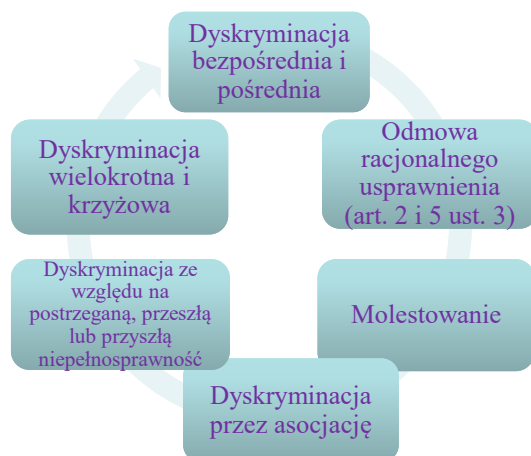 Dyskryminacja
bezpośrednia i
pośrednia
Odmowa
racjonalnego
usprawnienia
(art. 2 i 5 ust. 3)
Molestowanie
Dyskryminacja
przez asocjację
Dyskryminacja ze
względu na
postrzeganą, przeszłą
lub przyszłą
niepełnosprawność
Dyskryminacja
wielokrotna i
krzyżowa